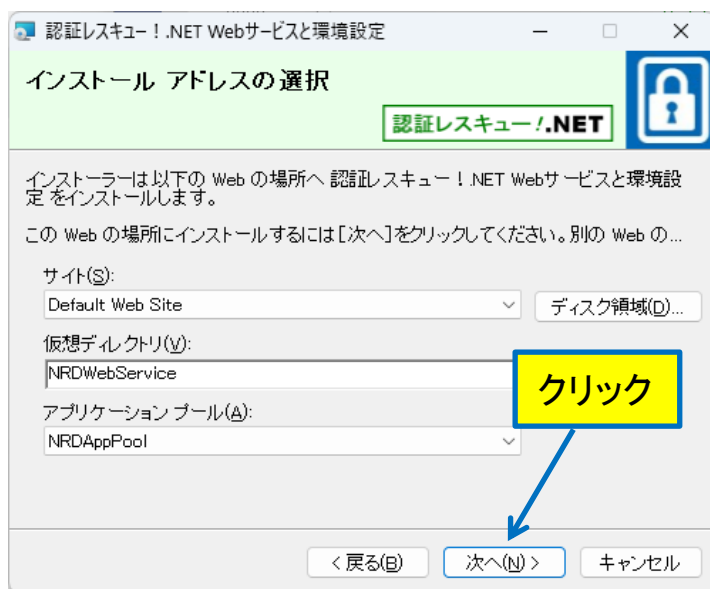 認証レスキュー！.NET Webサービスと環境設定
インストール アドレスの選択
認証レスキュー!.NET
インストーラーは以下の Web の場所へ 認証レスキュー！.NET Webサービスと環境設
定 をインストールします。
この Web の場所にインストールするには[次へ]をクリックしてください。別の Web の...
サイト(S):
Default Web Site
ディスク領域(D)...
仮想ディレクトリ(V):
NRDWebService
クリック
アプリケーション プール(A):
NRDAppPool
< 戻る(B)
次へ(N) >
キャンセル